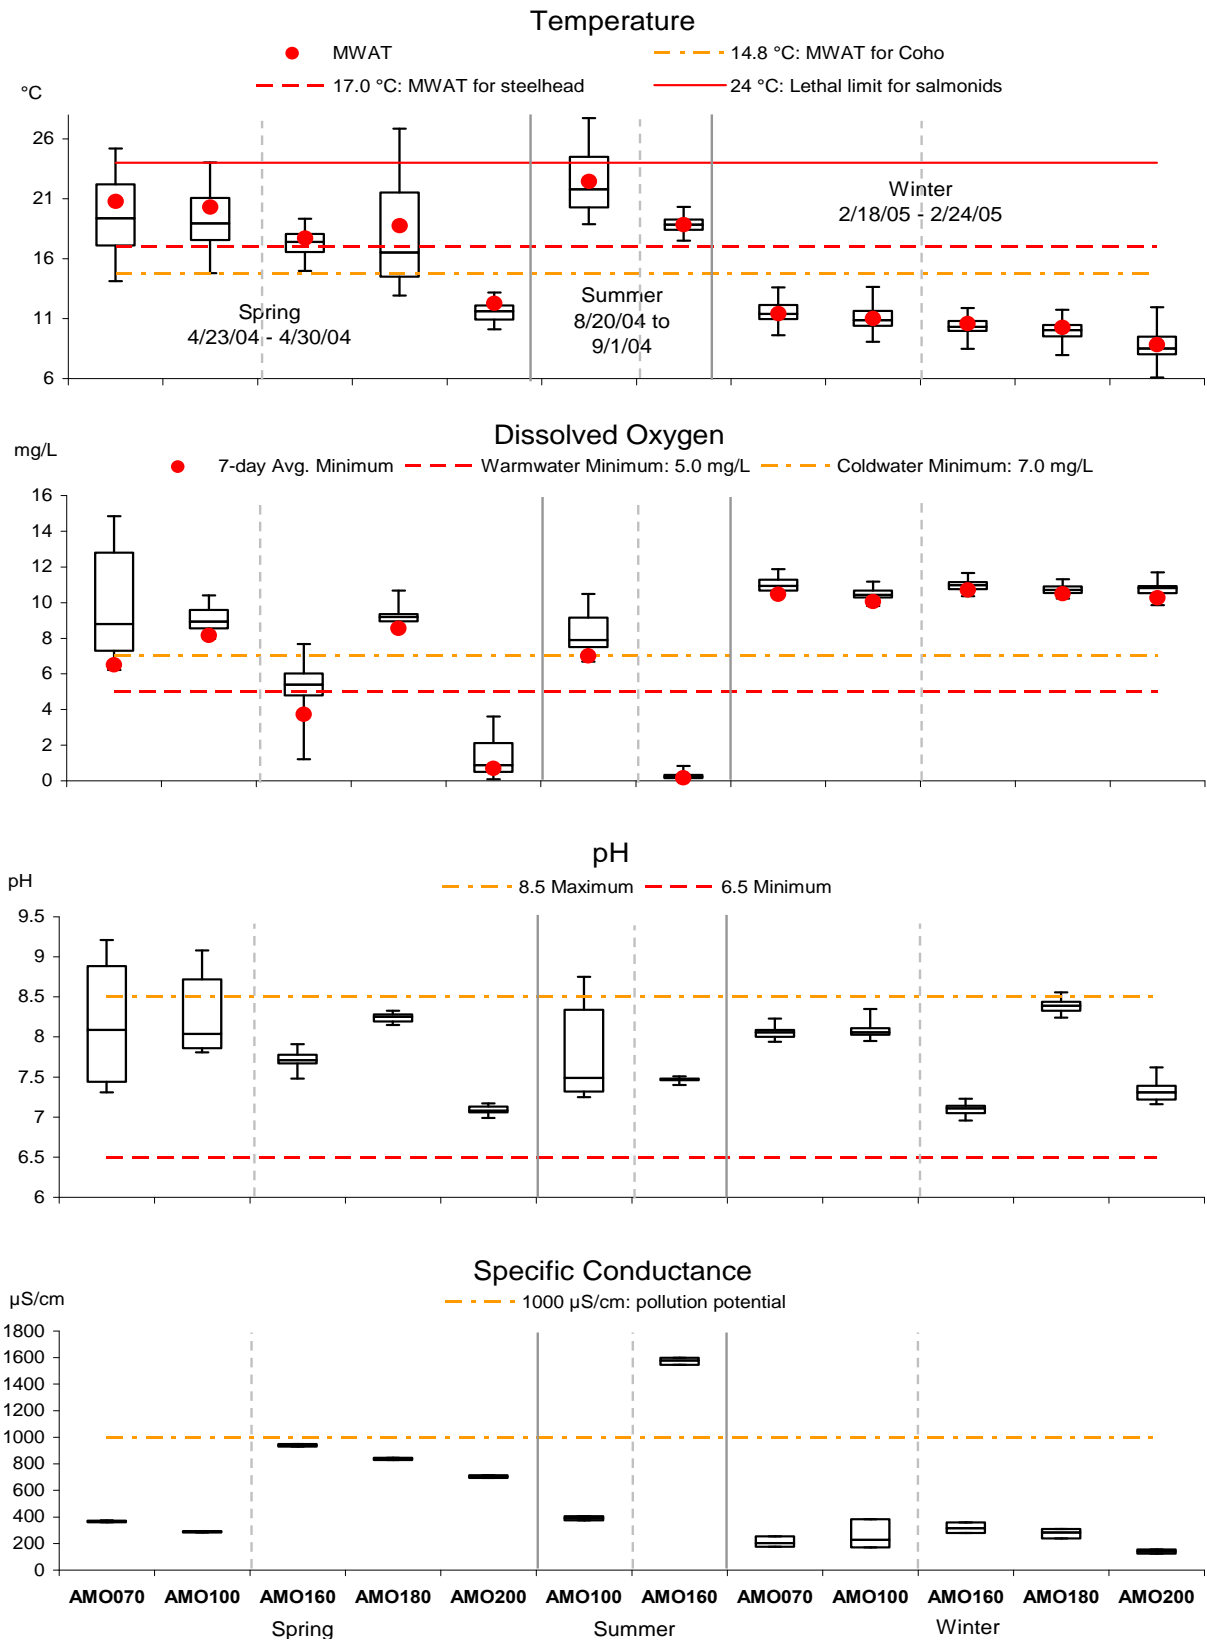 Temperature
MWAT
14.8 °C: MWAT for Coho
17.0 °C: MWAT for steelhead
24 °C: Lethal limit for salmonids
°C
26
21
16
11
6
Winter
2/18/05 - 2/24/05
Spring
4/23/04 - 4/30/04
Summer
8/20/04 to
9/1/04
Dissolved Oxygen
mg/L
7-day Avg. Minimum
Warmwater Minimum: 5.0 mg/L
Coldwater Minimum: 7.0 mg/L
16
14
12
10
8
6
4
2
0
pH
pH
8.5 Maximum
6.5 Minimum
9.5
9
8.5
8
7.5
7
6.5
6
Specific Conductance
µS/cm
1000 µS/cm: pollution potential
1800
1600
1400
1200
1000
800
600
400
200
0
AMO070 AMO100 AMO160 AMO180 AMO200 AMO100 AMO160 AMO070 AMO100 AMO160 AMO180 AMO200
Spring Summer Winter